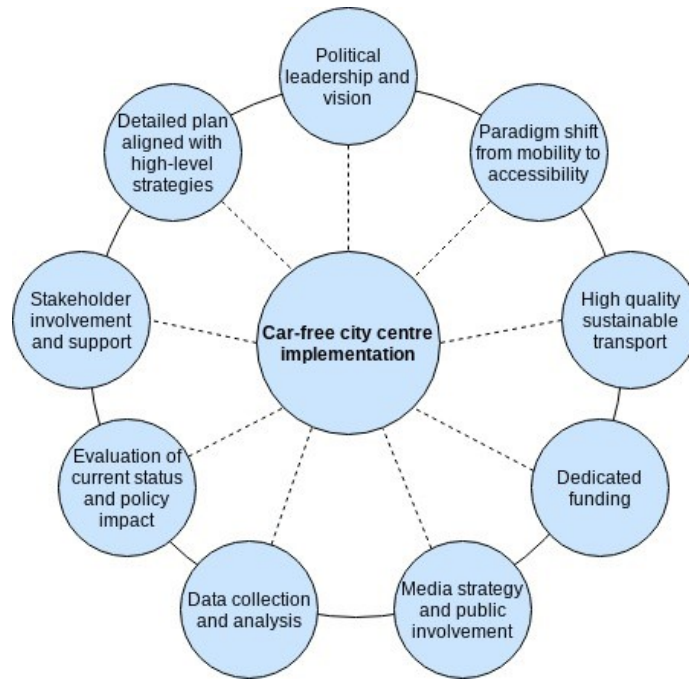 Political
leadership and
vision
Paradigm shift
from mobility to
accessibility
High quality
sustainable
transport
Dedicated
funding
Media strategy
and public
involvement
Data collection
and analysis
Evaluation of
current status
and policy
impact
Stakeholder
involvement
and support
Detailed plan
aligned with
high-level
strategies
Car-free city centre
implementation